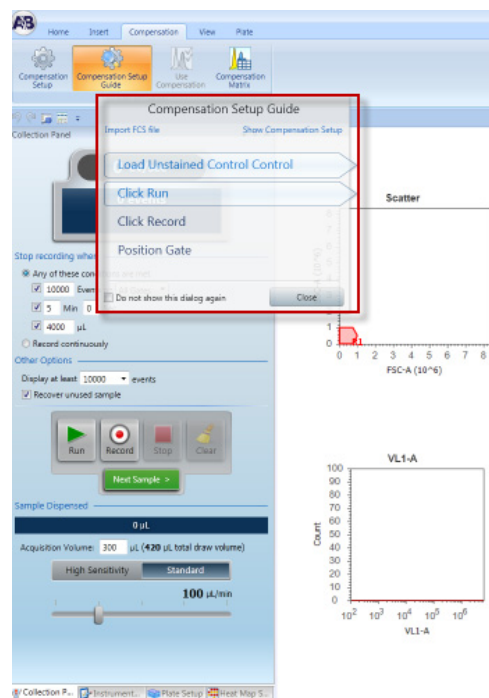 AB
Home Insert Compensation View Plate
Compensation Setup
Compensation Setup Guide
Use Compensation
Compensation Matrix
Collection Panel
Compensation Setup Guide
Import FCS file Show Compensation Setup
Load Unstained Control Control
Click Run
Click Record
Position Gate
Do not show this dialog again Close
Stop recording when
Any of these con
10000 Even
5 Min 0
4000 µL
Record continuously
Other Options
Display at least 10000 events
Recover unused sample
Run Record Stop Clear
Next Sample >
Sample Dispensed
0 µL
Acquisition Volume: 300 µL (420 µL total draw volume)
High Sensitivity Standard
100 µL/min
Collection P... Instrument... Plate Setup Heat Map S...
Scatter
1
0
R1
0 1 2 3 4 5 6 7 8
FSC-A (10^6)
VL1-A
Count
100
90
80
70
60
50
40
30
20
10
0
10² 10³ 10⁴ 10⁵ 10⁶
VL1-A